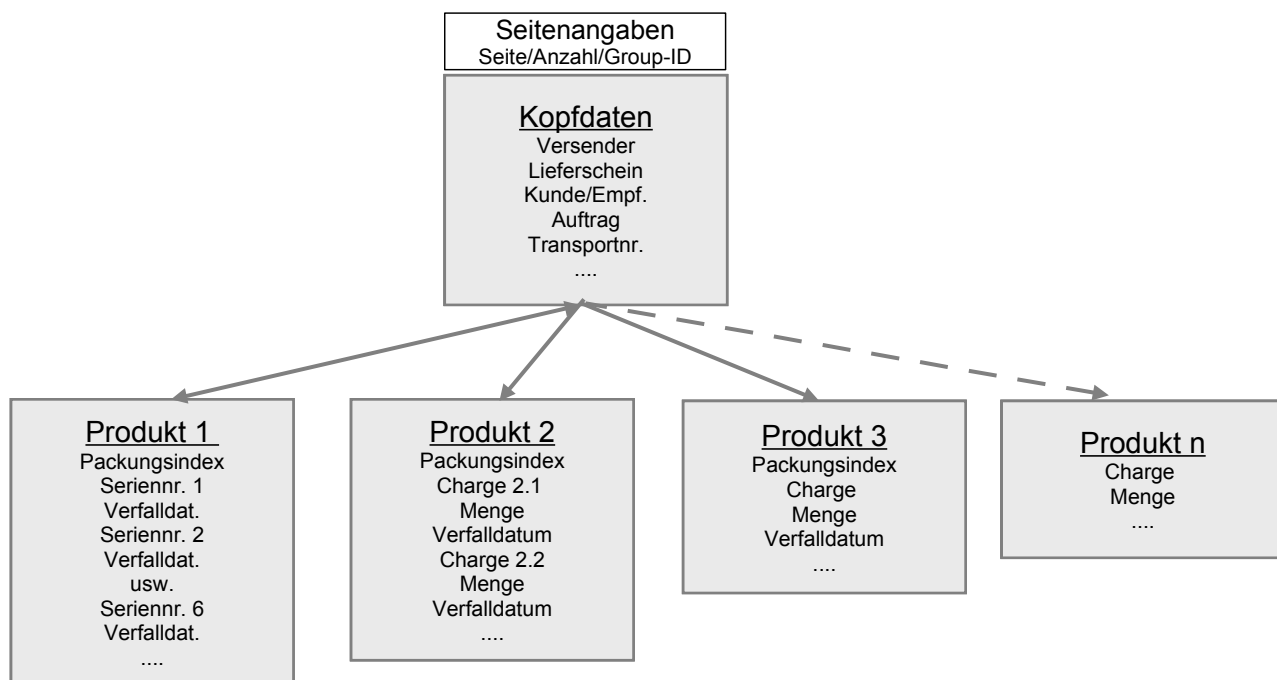 Seitenangaben
Seite/Anzahl/Group-ID
Kopfdaten
Versender
Lieferschein
Kunde/Empf.
Auftrag
Transportnr.
....
Produkt 1
Packungsindex
Seriennr. 1
Verfalldat.
Seriennr. 2
Verfalldat.
usw.
Seriennr. 6
Verfalldat.
....
Produkt 2
Packungsindex
Charge 2.1
Menge
Verfalldatum
Charge 2.2
Menge
Verfalldatum
....
Produkt 3
Packungsindex
Charge
Menge
Verfalldatum
....
Produkt n
Charge
Menge
....